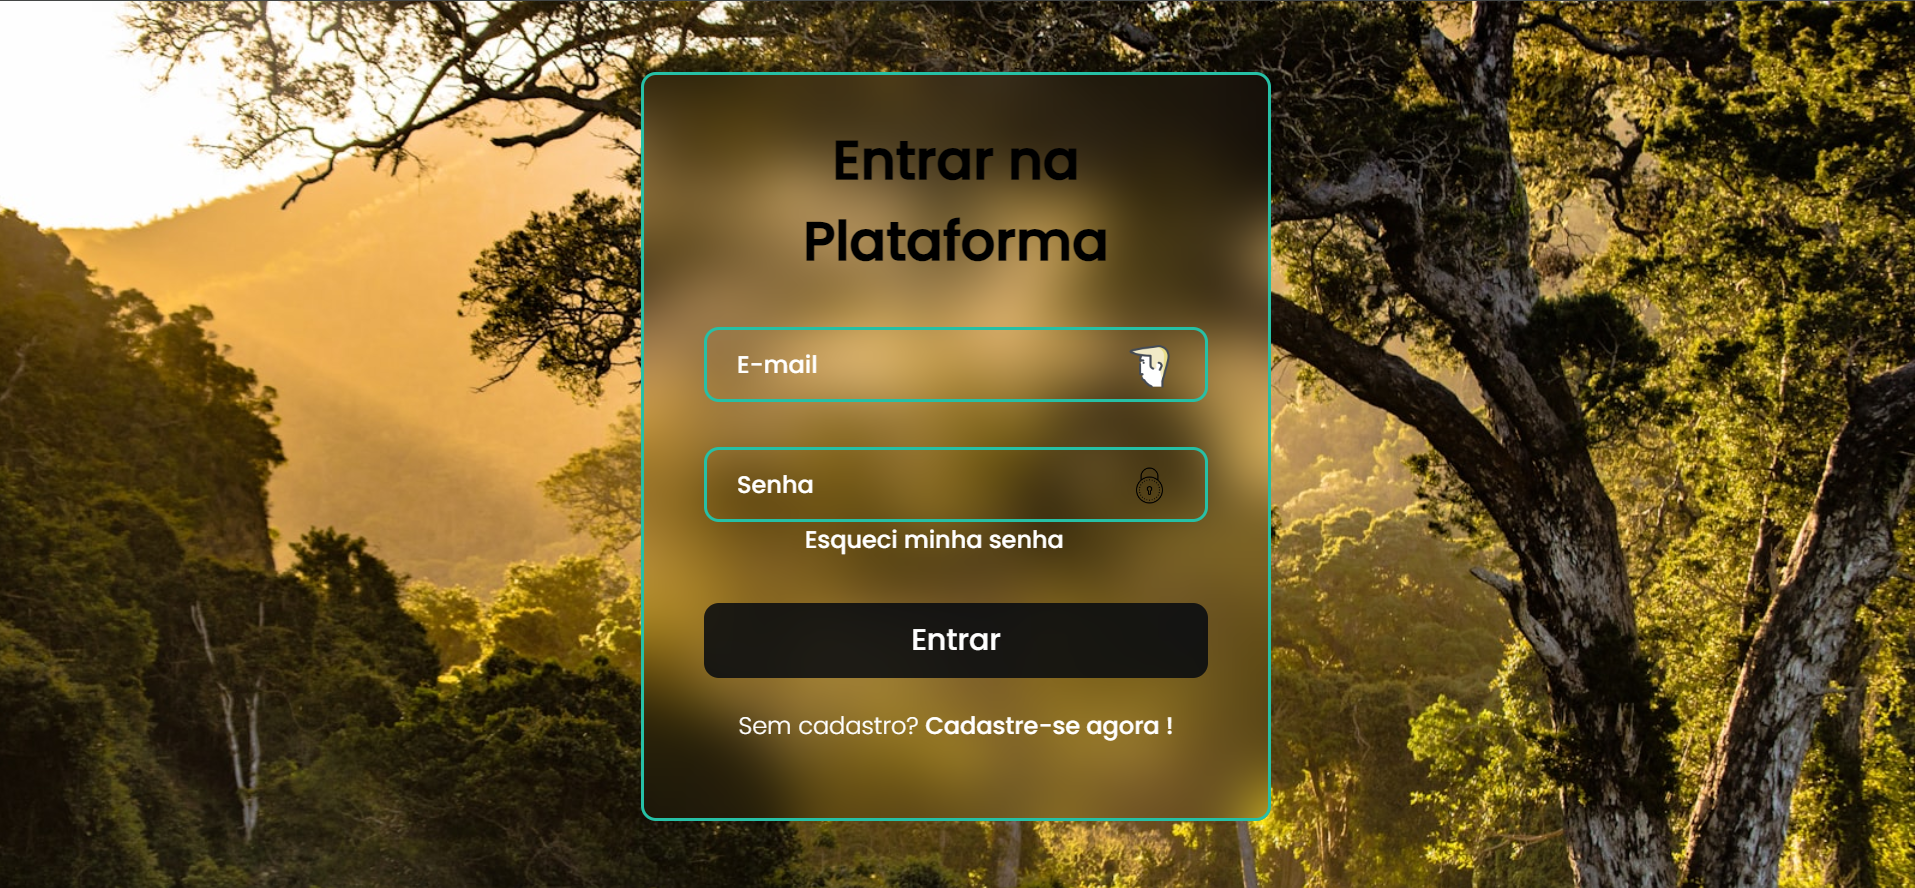 Entrar na
Plataforma
E-mail
Senha
Esqueci minha senha
Entrar
Sem cadastro? Cadastre-se agora !